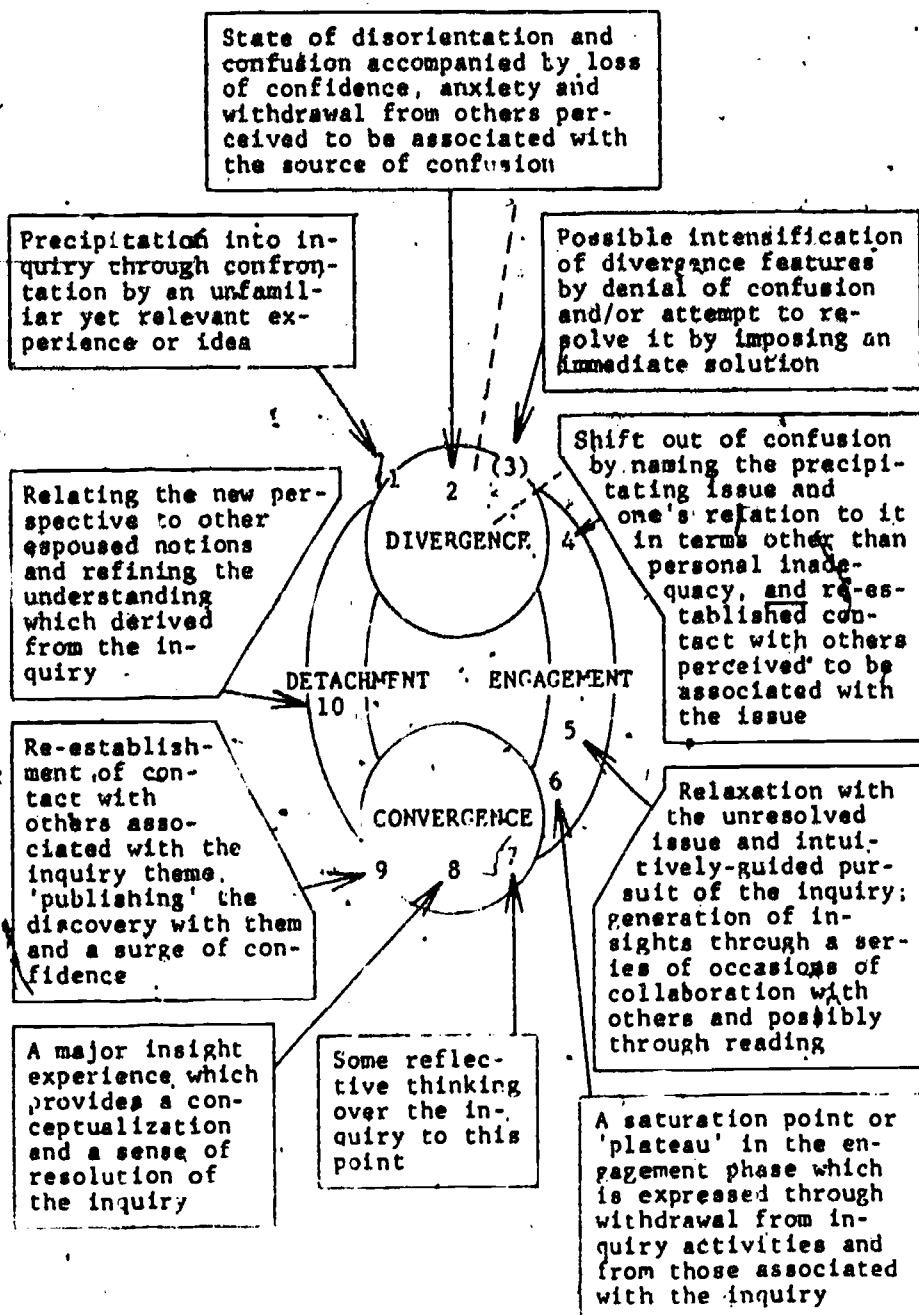 State of disorientation and
confusion accompanied by loss
of confidence, anxiety and
withdrawal from others per-
ceived to be associated with
the source of confusion
Precipitation into in-
quiry through confron-
tation by an unfamil-
iar yet relevant ex-
perience or idea
Possible intensification
of divergence features
by denial of confusion
and/or attempt to re-
solve it by imposing an
immediate solution
1
2
(3)
DIVERGENCE
4
Shift out of confusion
by naming the precipi-
tating issue and
one's relation to it
in terms other than
personal inade-
quacy, and re-es-
tablished con-
tact with others
perceived to be
associated with
the issue
Relating the new per-
spective to other
espoused notions
and refining the
understanding
which derived
from the in-
quiry
DETACHMENT
10
ENGAGEMENT
5
6
CONVERGENCE
9
8
7
Re-establish-
ment of con-
tact with
others asso-
ciated with the
inquiry theme,
'publishing' the
discovery with them
and a surge of con-
fidence
Relaxation with
the unresolved
issue and intui-
tively-guided pur-
suit of the inquiry;
generation of in-
sights through a ser-
ies of occasions of
collaboration with
others and possibly
through reading
A major insight
experience which
provides a con-
ceptualization
and a sense of
resolution of
the inquiry
Some reflec-
tive thinking
over the in-
quiry to this
point
A saturation point or
'plateau' in the en-
gagement phase which
is expressed through
withdrawal from in-
quiry activities and
from those associated
with the inquiry